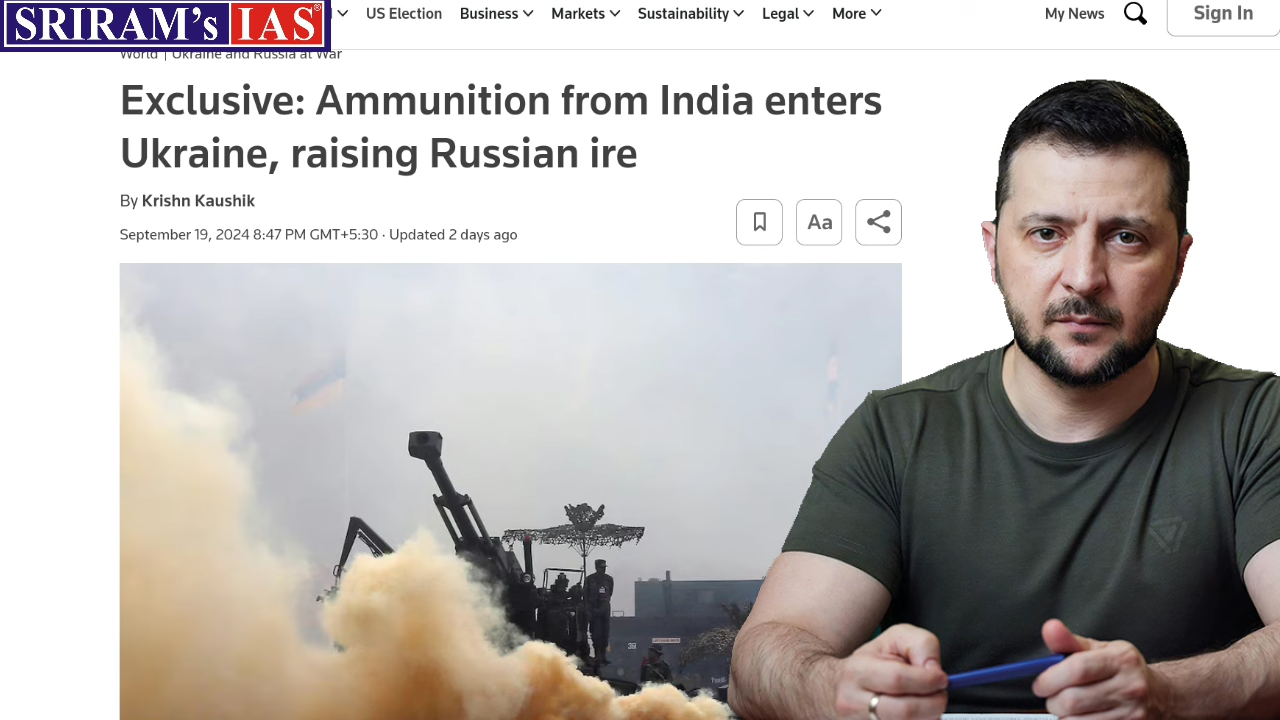 SRIRAM's IAS
US Election Business Markets Sustainability Legal More My News Sign In
World | Ukraine and Russia at War
Exclusive: Ammunition from India enters
Ukraine, raising Russian ire
By Krishn Kaushik
September 19, 2024 8:47 PM GMT+5:30 · Updated 2 days ago
Aa